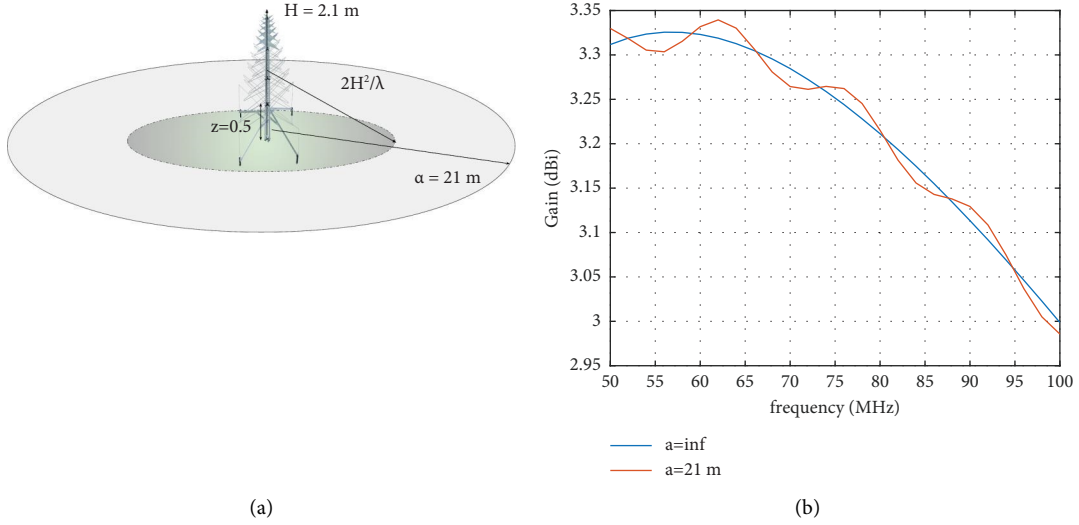 H = 2.1 m
2H²/λ
z=0.5
α = 21 m
(a)
Gain (dBi)
3.35
3.3
3.25
3.2
3.15
3.1
3.05
3
2.95
50 55 60 65 70 75 80 85 90 95 100
frequency (MHz)
a=inf
a=21 m
(b)